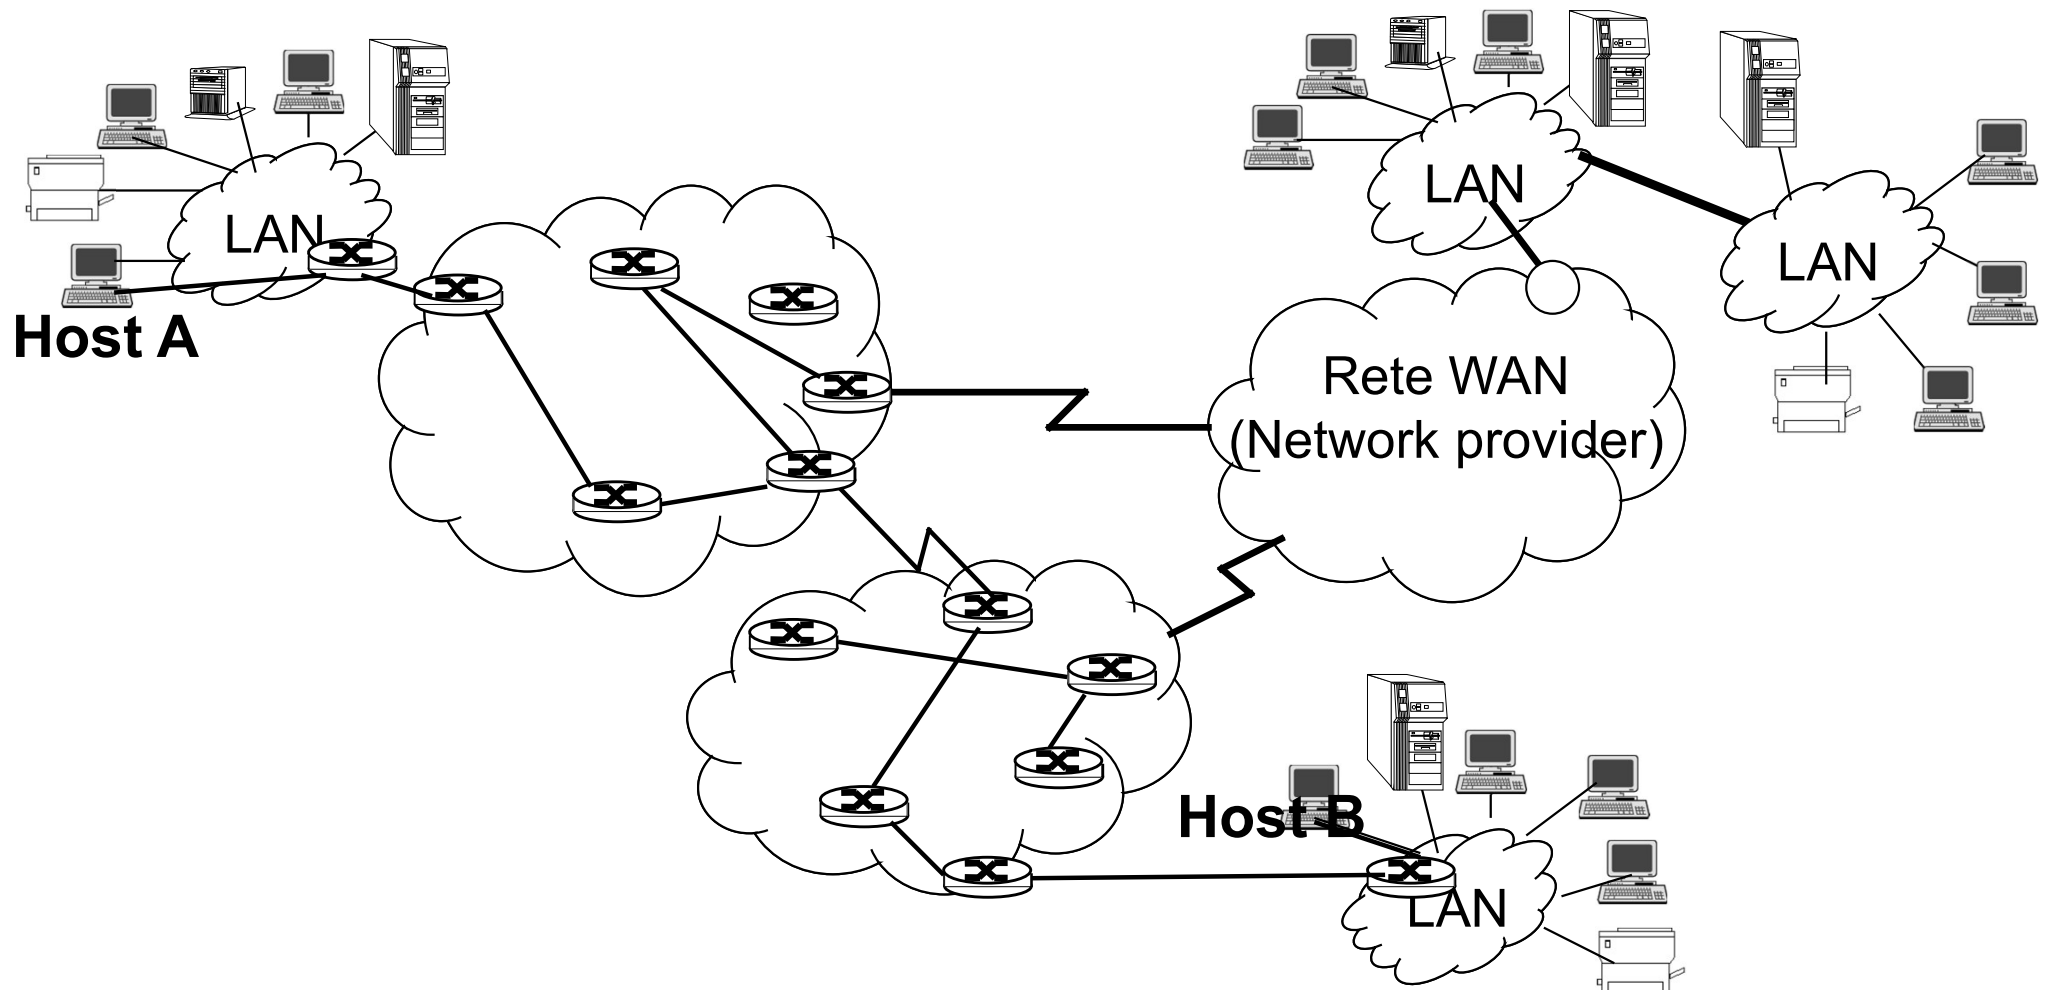 LAN
Host A
LAN
LAN
Rete WAN
(Network provider)
Host B
LAN